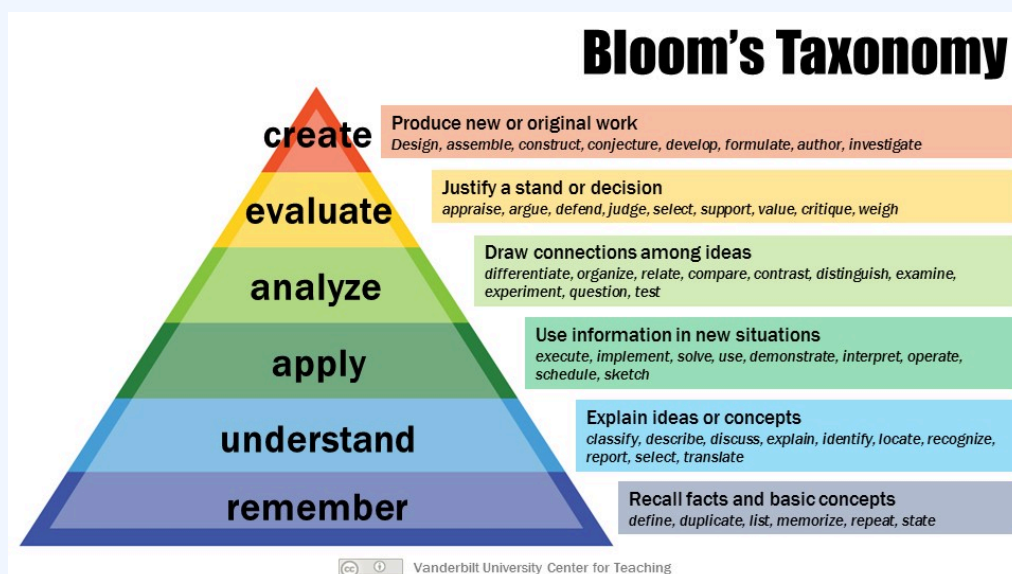 Bloom's Taxonomy
create
Produce new or original work
Design, assemble, construct, conjecture, develop, formulate, author, investigate
evaluate
Justify a stand or decision
appraise, argue, defend, judge, select, support, value, critique, weigh
analyze
Draw connections among ideas
differentiate, organize, relate, compare, contrast, distinguish, examine,
experiment, question, test
apply
Use information in new situations
execute, implement, solve, use, demonstrate, interpret, operate,
schedule, sketch
understand
Explain ideas or concepts
classify, describe, discuss, explain, identify, locate, recognize,
report, select, translate
remember
Recall facts and basic concepts
define, duplicate, list, memorize, repeat, state
cc Vanderbilt University Center for Teaching